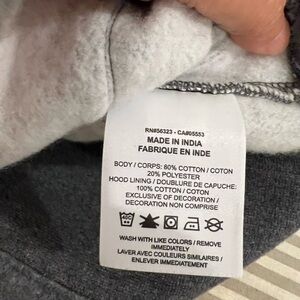 RN#56323 - CA#05553
MADE IN INDIA
FABRIQUE EN INDE
BODY / CORPS: 80% COTTON / COTON
20% POLYESTER
HOOD LINING / DOUBLURE DE CAPUCHE:
100% COTTON / COTON
EXCLUSIVE OF DECORATION /
DECORATION NON COMPRISE
WASH WITH LIKE COLORS / REMOVE
IMMEDIATELY
LAVER AVEC COULEURS SIMILAIRES /
ENLEVER IMMEDIATEMENT